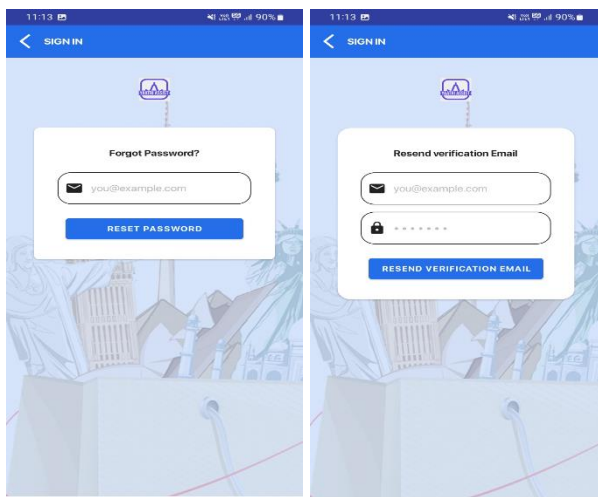 11:13 90%
SIGN IN
Forgot Password?
you@example.com
RESET PASSWORD
11:13 90%
SIGN IN
Resend verification Email
you@example.com
RESEND VERIFICATION EMAIL